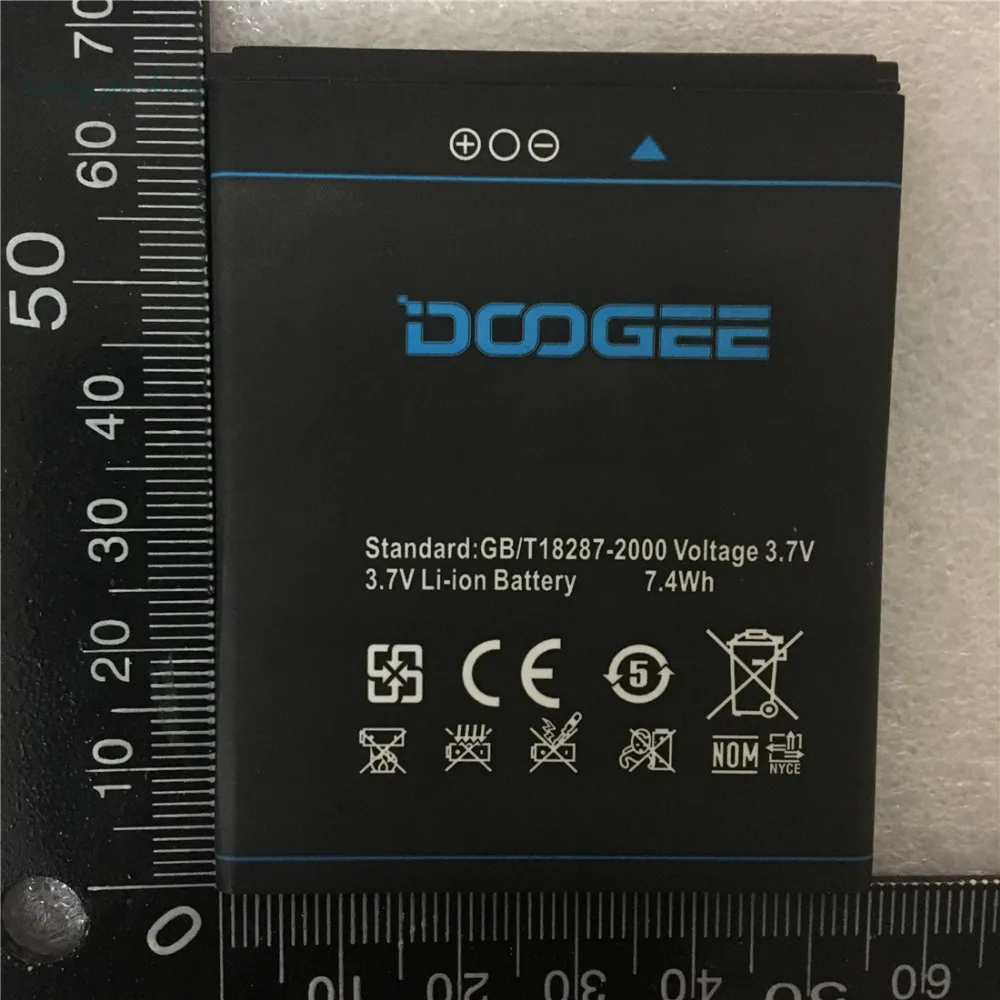 ⊕○⊖
DOOGEE
Standard:GB/T18287-2000 Voltage 3.7V
3.7V Li-ion Battery 7.4Wh
CE 5
NOM NYCE
70
60
50
40
30
20
10
0
10 20 30 40 50 60